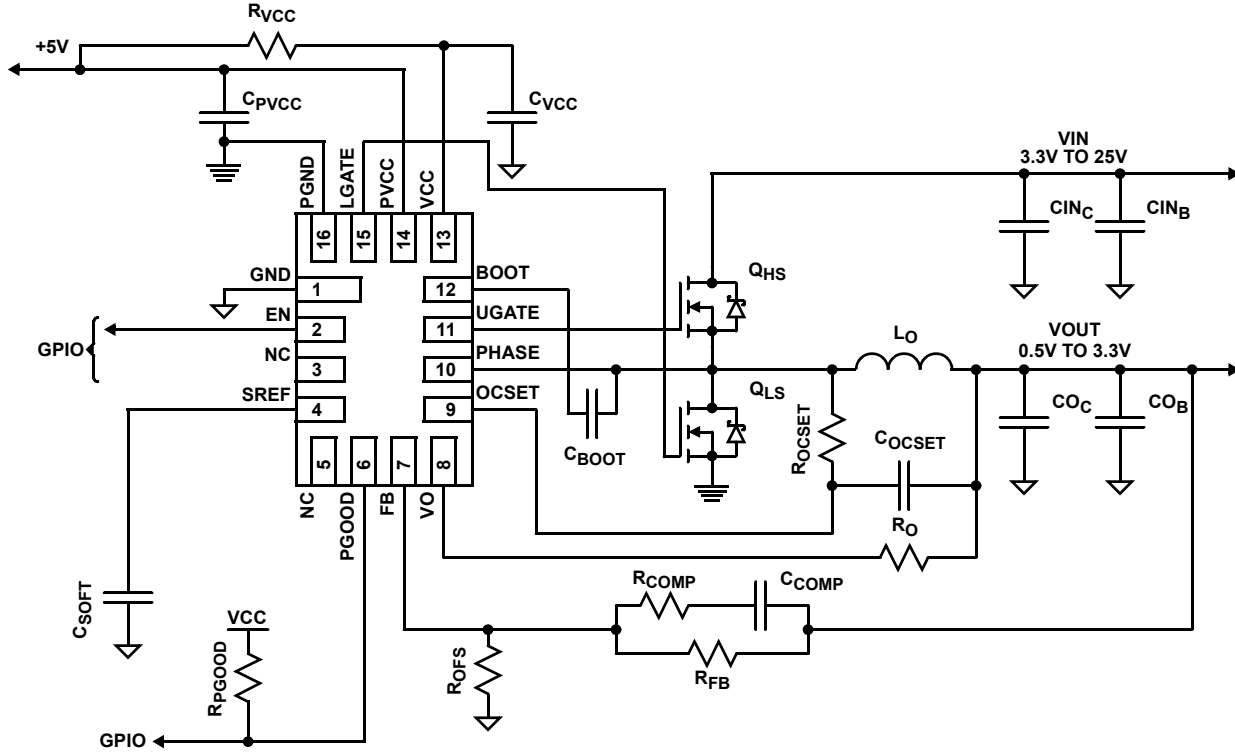 RVCC
+5V
CPVCC
CVCC
VIN
3.3V TO 25V
PGND
LGATE
PVCC
VCC
16
15
14
13
CINC
CINB
GND
1
BOOT
12
QHS
EN
2
UGATE
11
GPIO
VOUT
0.5V TO 3.3V
LO
NC
3
PHASE
10
SREF
4
OCSET
9
QLS
COC
COB
ROCSET
COCSET
CBOOT
5
6
7
8
NC
PGOOD
FB
VO
RO
RCOMP
CCOMP
CSOFT
VCC
RPGOOD
ROFS
RFB
GPIO